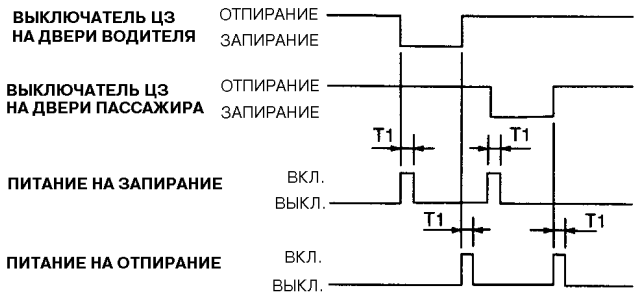 ВЫКЛЮЧАТЕЛЬ ЦЗ
НА ДВЕРИ ВОДИТЕЛЯ
ОТПИРАНИЕ
ЗАПИРАНИЕ
ВЫКЛЮЧАТЕЛЬ ЦЗ
НА ДВЕРИ ПАССАЖИРА
ОТПИРАНИЕ
ЗАПИРАНИЕ
T1
T1
ПИТАНИЕ НА ЗАПИРАНИЕ
ВКЛ.
ВЫКЛ.
T1
T1
ПИТАНИЕ НА ОТПИРАНИЕ
ВКЛ.
ВЫКЛ.